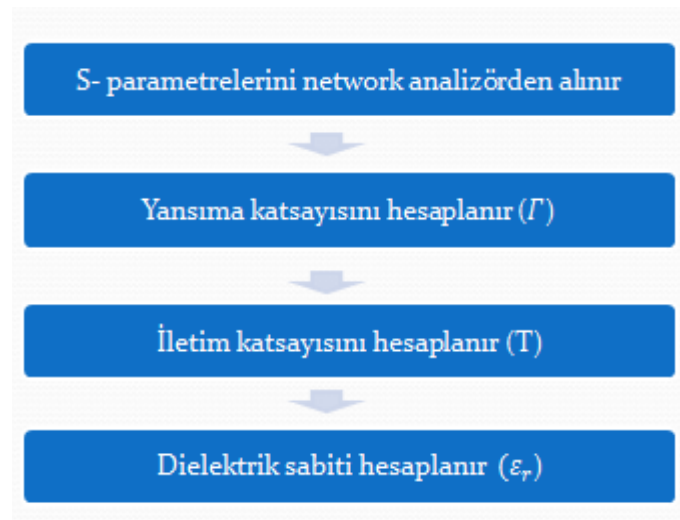 S- parametrelerini network analizörden alınır
Yansıma katsayısını hesaplanır (Γ)
İletim katsayısını hesaplanır (T)
Dielektrik sabiti hesaplanır (εᵣ)